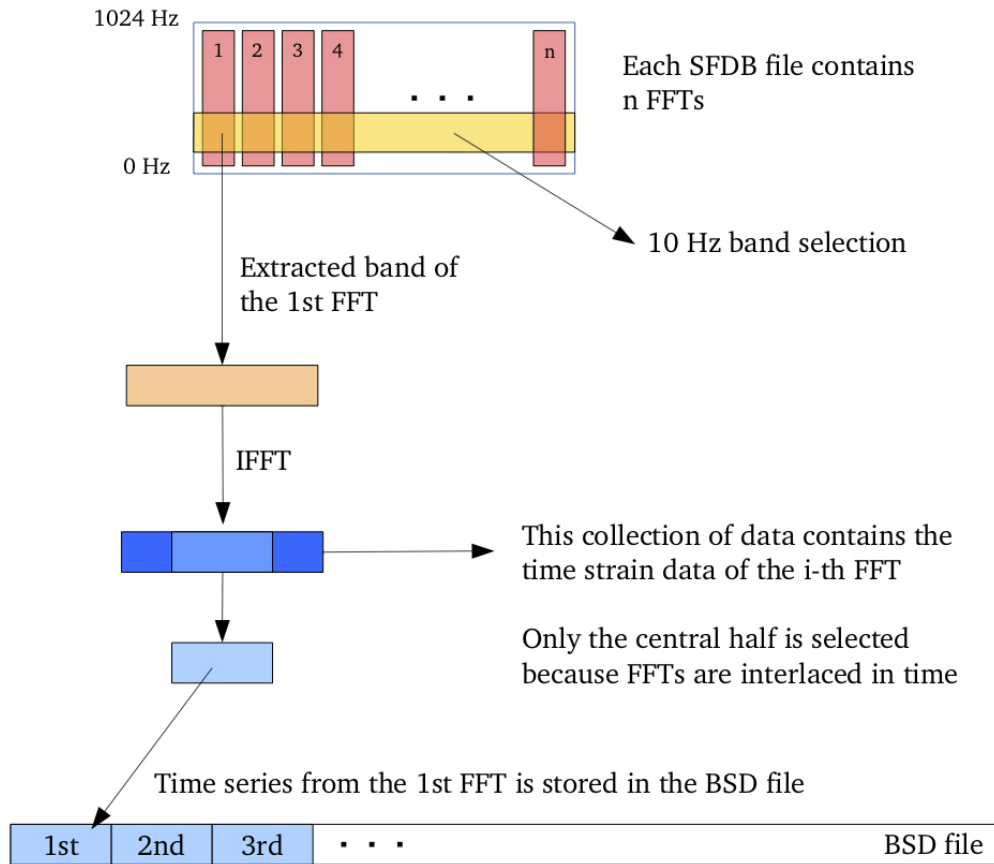 1024 Hz
1 2 3 4 . . . n
Each SFDB file contains
n FFTs
0 Hz
10 Hz band selection
Extracted band of
the 1st FFT
IFFT
This collection of data contains the
time strain data of the i-th FFT
Only the central half is selected
because FFTs are interlaced in time
Time series from the 1st FFT is stored in the BSD file
1st 2nd 3rd . . . BSD file